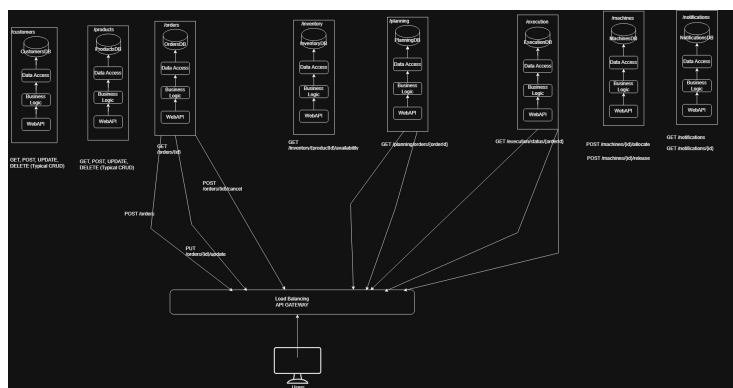 /customers
CustomersDB
Data Access
Business
Logic
WebAPI
GET, POST, UPDATE,
DELETE (Typical CRUD)
/products
ProductsDB
Data Access
Business
Logic
WebAPI
GET, POST, UPDATE,
DELETE (Typical CRUD)
/orders
OrdersDB
Data Access
Business
Logic
WebAPI
GET
/orders/{id}
POST
/orders/{id}/cancel
POST /orders
PUT
/orders/{id}/update
/inventory
InventoryDB
Data Access
Business
Logic
WebAPI
GET
/inventory/{productId}/availability
/planning
PlanningDB
Data Access
Business
Logic
WebAPI
GET /planning/orders/{orderId}
/execution
ExecutionDB
Data Access
Business
Logic
WebAPI
GET /execution/status/{orderId}
/machines
MachinesDB
Data Access
Business
Logic
WebAPI
POST /machines/{id}/allocate
POST /machines/{id}/release
/notifications
NotificationsDB
Data Access
Business
Logic
WebAPI
GET /notifications
GET /notifications/{id}
Load Balancing
API GATEWAY
Users